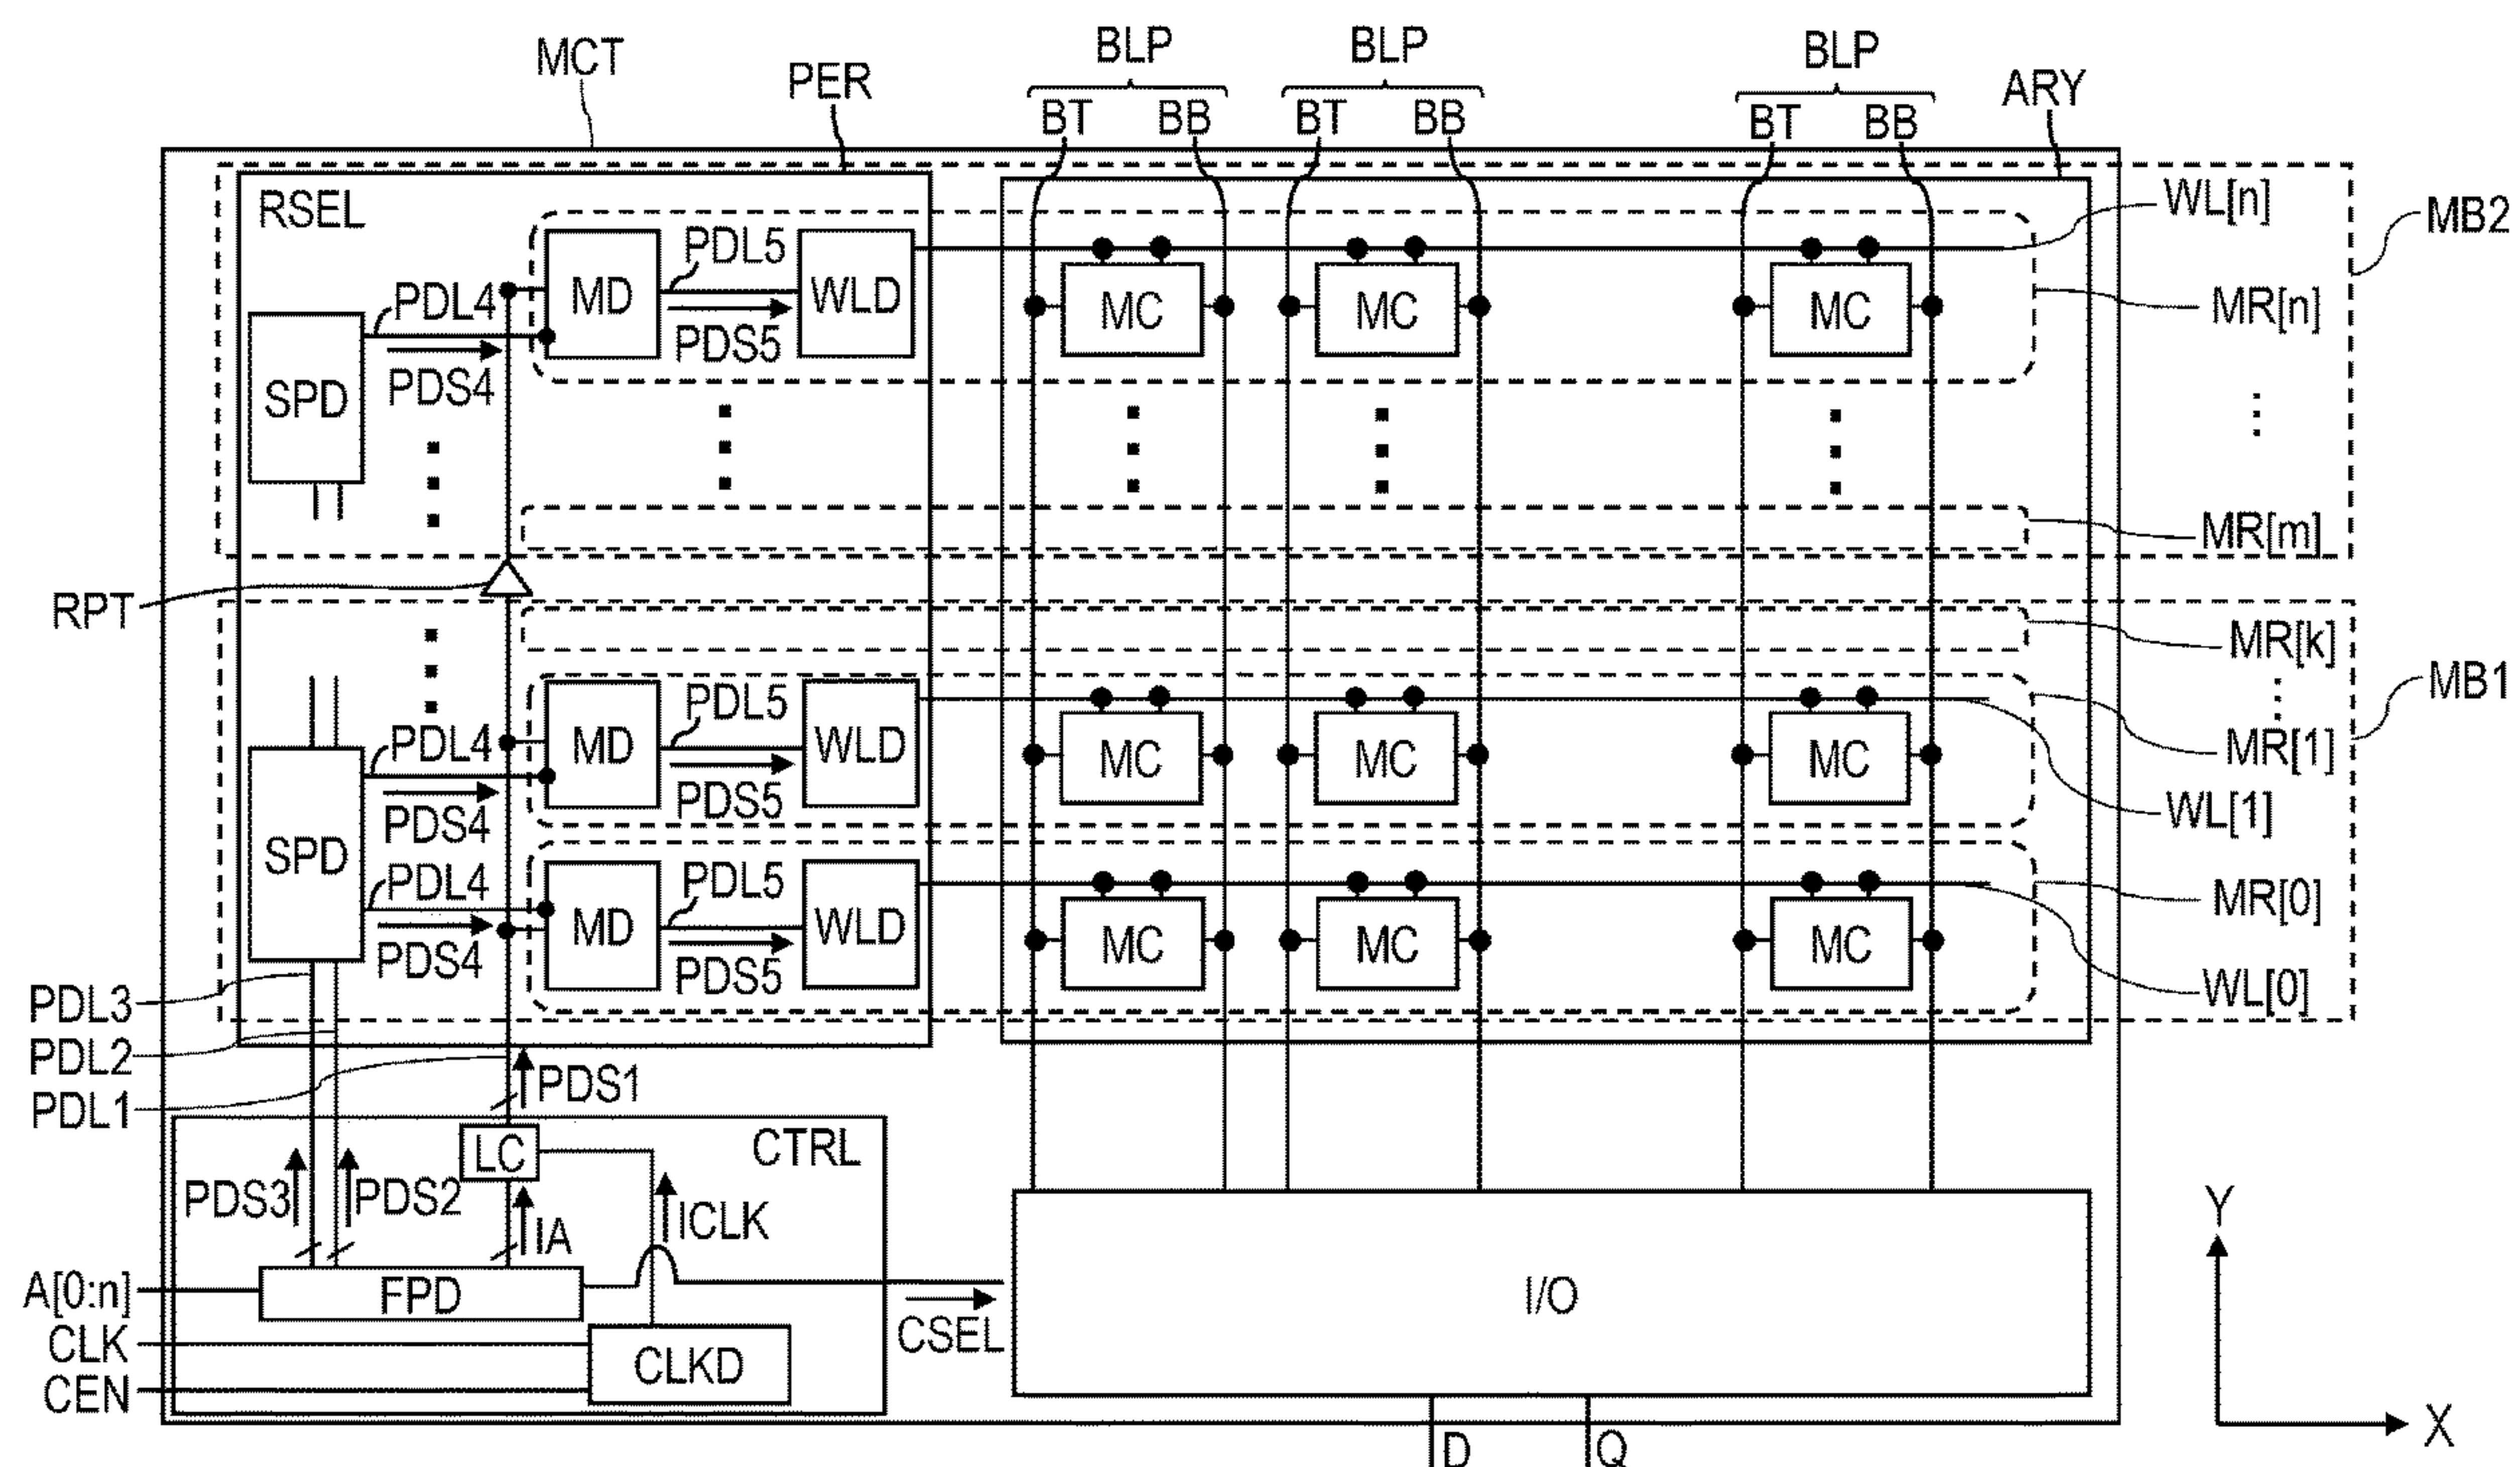 MCT
PER
BLP
BLP
BLP
BT
BB
BT
BB
BT
BB
ARY
RSEL
WL[n]
MB2
MD
PDL5
WLD
PDS5
MC
MC
MC
MR[n]
PDL4
SPD
PDS4
MR[m]
RPT
MR[k]
MB1
MD
PDL5
WLD
PDS5
MC
MC
MC
MR[1]
PDL4
PDS4
WL[1]
SPD
PDL4
PDS4
MD
PDL5
WLD
PDS5
MC
MC
MC
MR[0]
WL[0]
PDL3
PDL2
PDL1
PDS1
LC
CTRL
PDS3
PDS2
IA
ICLK
A[0:n]
FPD
CLK
CEN
CLKD
CSEL
I/O
D
Q
Y
X